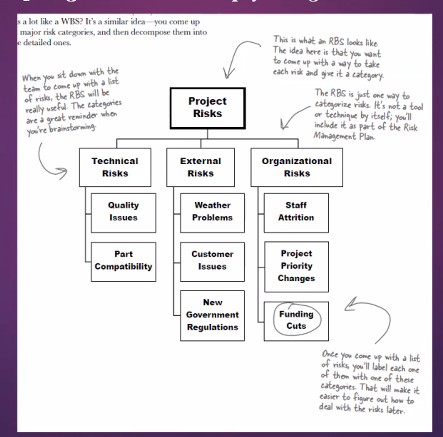 s a lot like a WBS? It's a similar idea—you come up
major risk categories, and then decompose them into
e detailed ones.
This is what an RBS looks like.
The idea here is that you want
to come up with a way to take
each risk and give it a category.
When you sit down with the
team to come up with a list
of risks, the RBS will be
really useful. The categories
are a great reminder when
you're brainstorming.
The RBS is just one way to
categorize risks. It's not a tool
or technique by itself; you'll
include it as part of the Risk
Management Plan.
Project
Risks
Technical
Risks
External
Risks
Organizational
Risks
Quality
Issues
Weather
Problems
Staff
Attrition
Part
Compatibility
Customer
Issues
Project
Priority
Changes
New
Government
Regulations
Funding
Cuts
Once you come up with a list
of risks, you'll label each one
of them with one of these
categories. That will make it
easier to figure out how to
deal with the risks later.